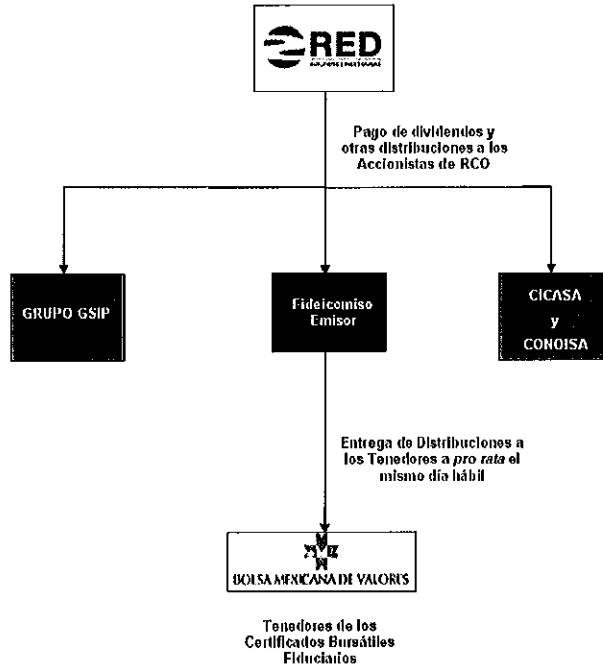 RED
Pago de dividendos y
otras distribuciones a los
Accionistas de RCO
GRUPO GSIP
Fideicomiso
Emisor
CICASA
y
CONOISA
Entrega de Distribuciones a
los Tenedores a pro rata el
mismo día hábil
BOLSA MEXICANA DE VALORES
Tenedores de los
Certificados Bursátiles
Fiduciarios